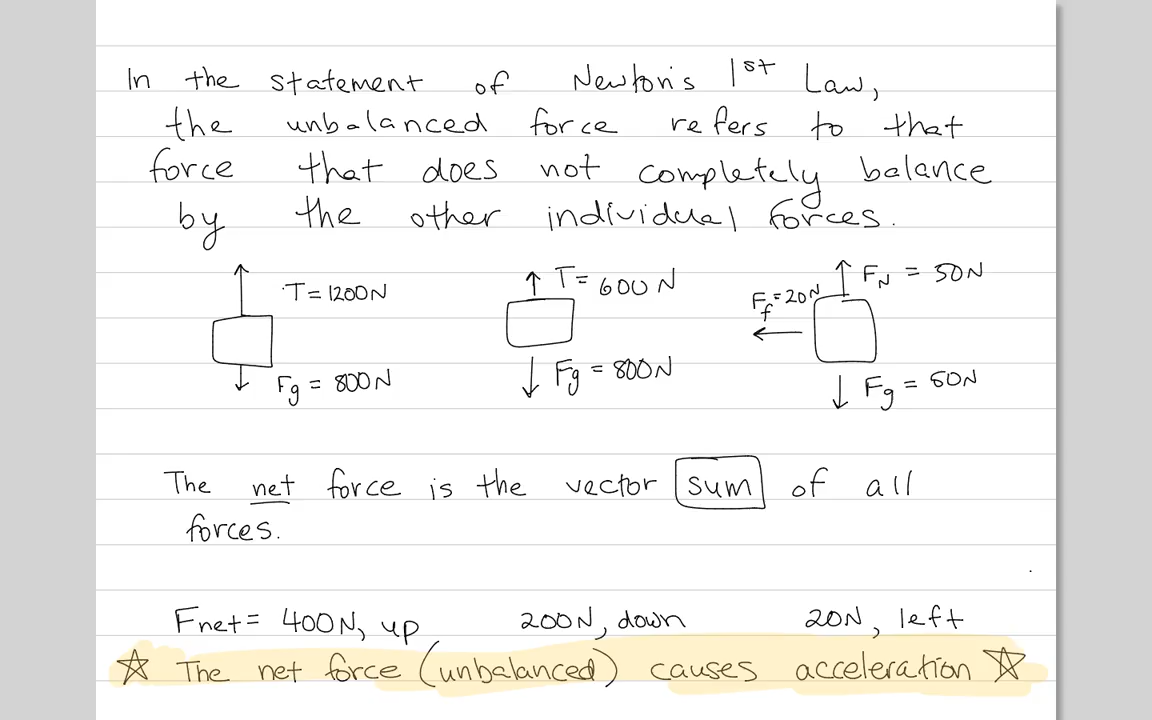 In the statement of Newton's 1st Law,
the unbalanced force refers to that
force that does not completely balance
by the other individual forces.
T = 1200N
T = 600 N
FN = 50N
Ff = 20N
Fg = 800N
Fg = 800N
Fg = 50N
The net force is the vector sum of all
forces.
Fnet = 400N, up 200N, down 20N, left
☆ The net force (unbalanced) causes acceleration ☆